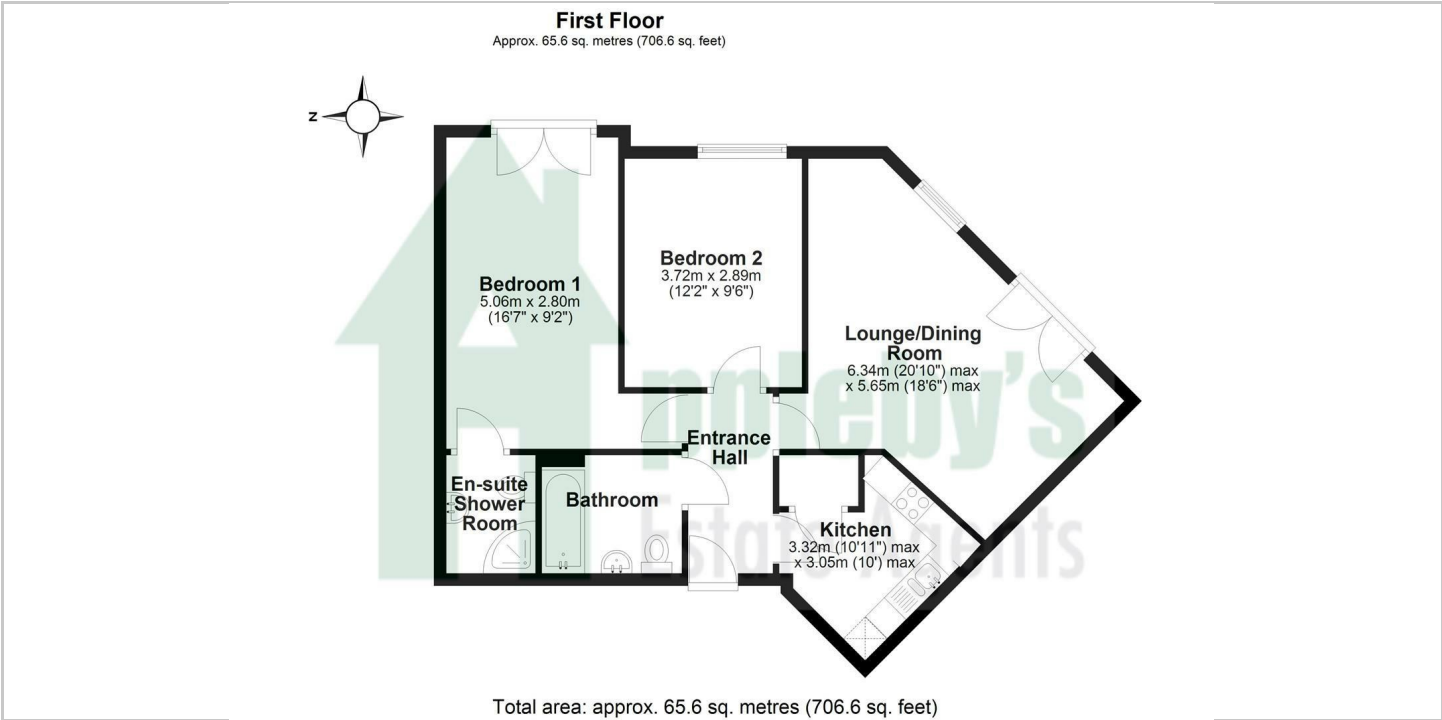 First Floor
Approx. 65.6 sq. metres (706.6 sq. feet)
Z
Bedroom 1
5.06m x 2.80m
(16'7" x 9'2")
Bedroom 2
3.72m x 2.89m
(12'2" x 9'6")
Lounge/Dining
Room
6.34m (20'10") max
x 5.65m (18'6") max
Entrance
Hall
En-suite
Shower
Room
Bathroom
Kitchen
3.32m (10'11") max
x 3.05m (10') max
ppleby's
Estate Agents
Total area: approx. 65.6 sq. metres (706.6 sq. feet)